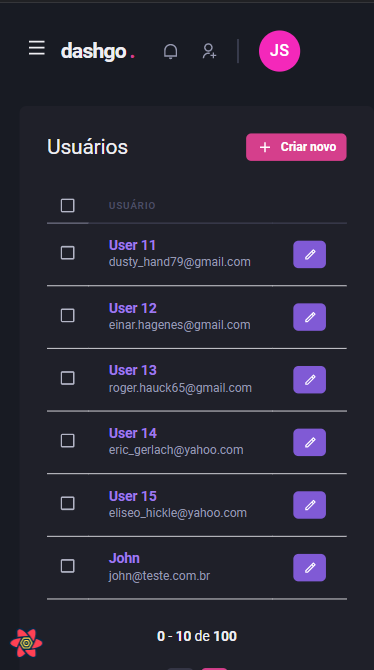 dashgo.
JS
Usuários
+ Criar novo
USUÁRIO
User 11
dusty_hand79@gmail.com
User 12
einar.hagenes@gmail.com
User 13
roger.hauck65@gmail.com
User 14
eric_gerlach@yahoo.com
User 15
eliseo_hickle@yahoo.com
John
john@teste.com.br
0 - 10 de 100